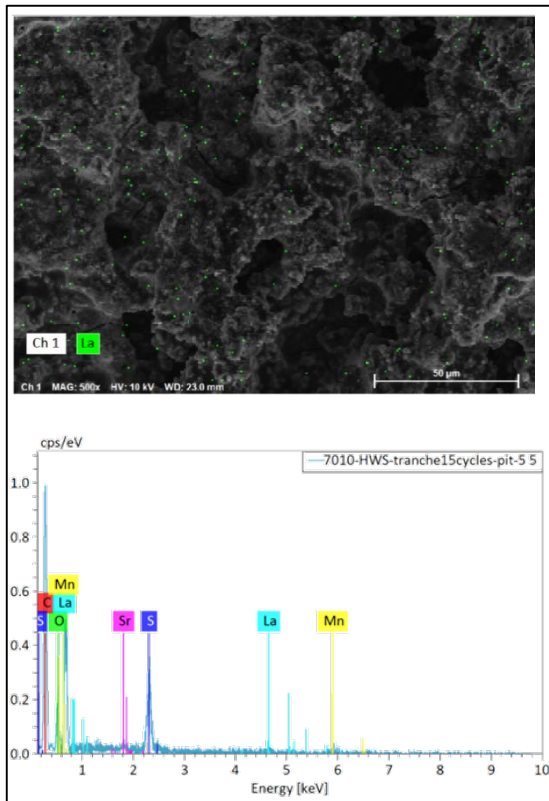 Ch 1 La
Ch 1 MAG: 500x HV: 10 kV WD: 23.0 mm
50 µm
cps/eV
7010-HWS-tranche15cycles-pit-5 5
1.0
0.8
Mn
0.6
C La
S O Sr S La Mn
0.4
0.2
0.0
1 2 3 4 5 6 7 8 9 10
Energy [keV]